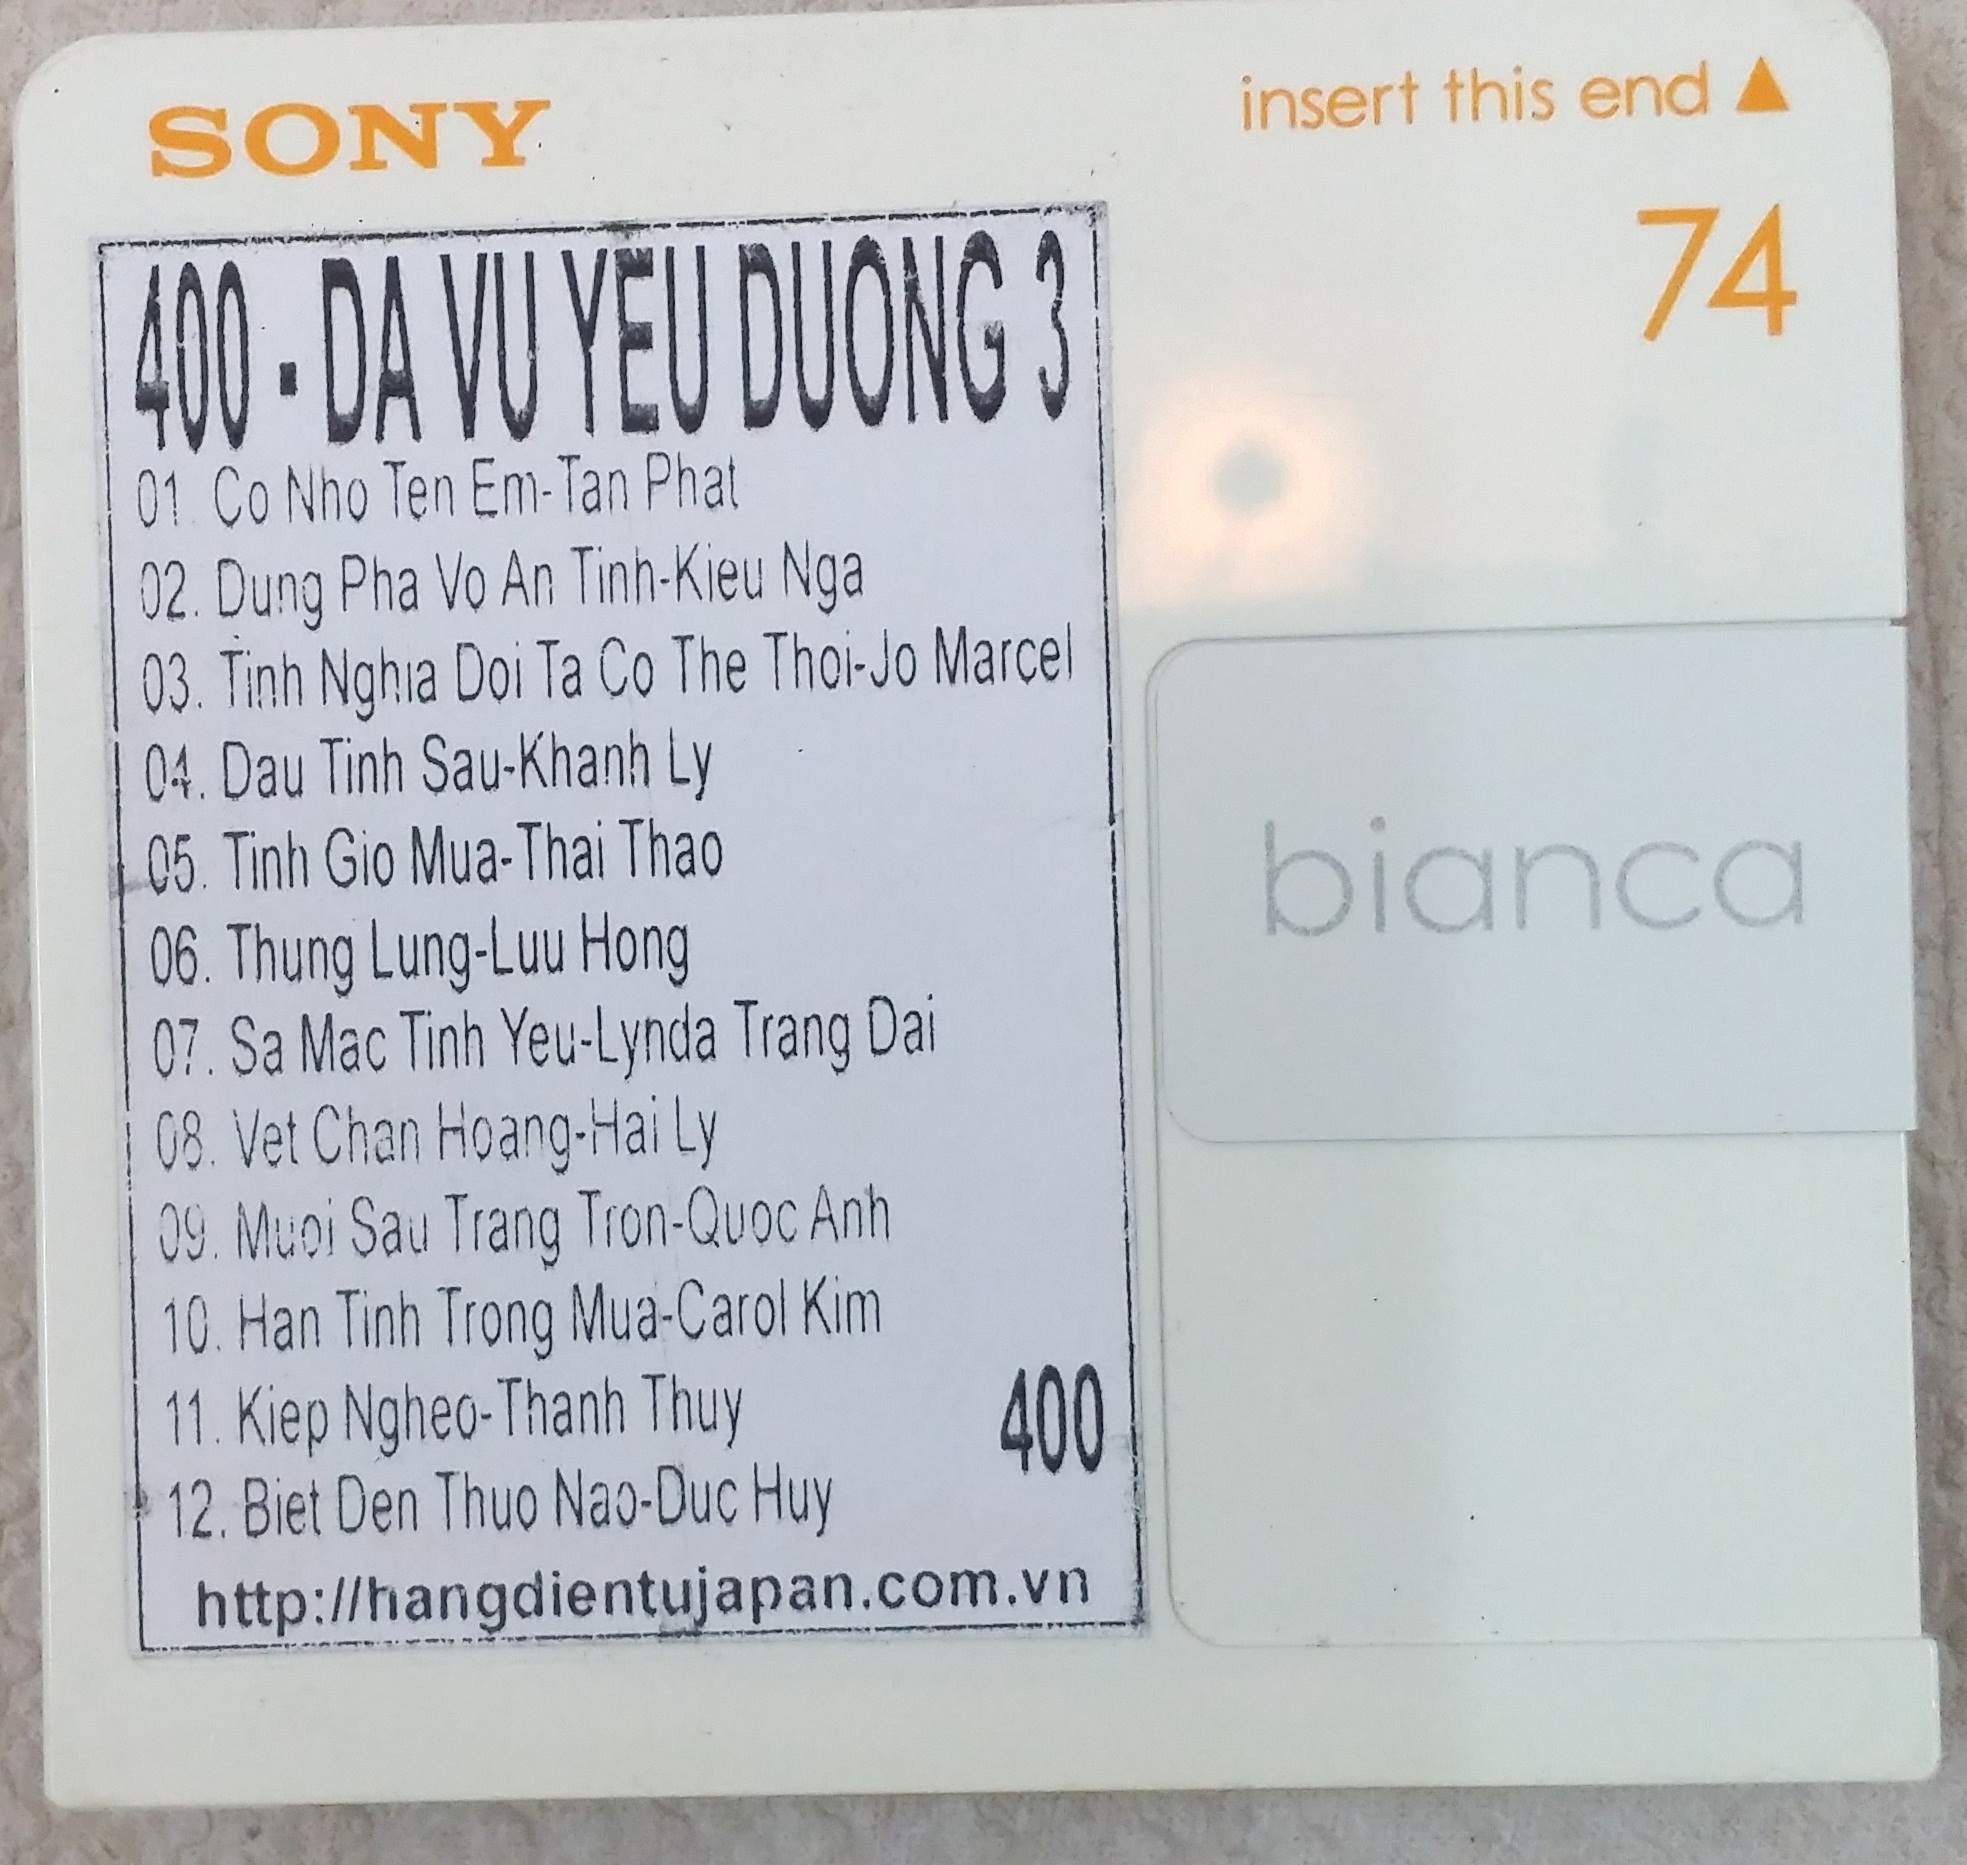 SONY
insert this end ▲
74
400 - DA VU YEU DUONG 3
01. Co Nho Ten Em-Tan Phat
02. Dung Pha Vo An Tinh-Kieu Nga
03. Tinh Nghia Doi Ta Co The Thoi-Jo Marcel
04. Dau Tinh Sau-Khanh Ly
05. Tinh Gio Mua-Thai Thao
06. Thung Lung-Luu Hong
07. Sa Mac Tinh Yeu-Lynda Trang Dai
08. Vet Chan Hoang-Hai Ly
09. Muoi Sau Trang Tron-Quoc Anh
10. Han Tinh Trong Mua-Carol Kim
11. Kiep Ngheo-Thanh Thuy
400
12. Biet Den Thuo Nao-Duc Huy
http://hangdientujapan.com.vn
bianca